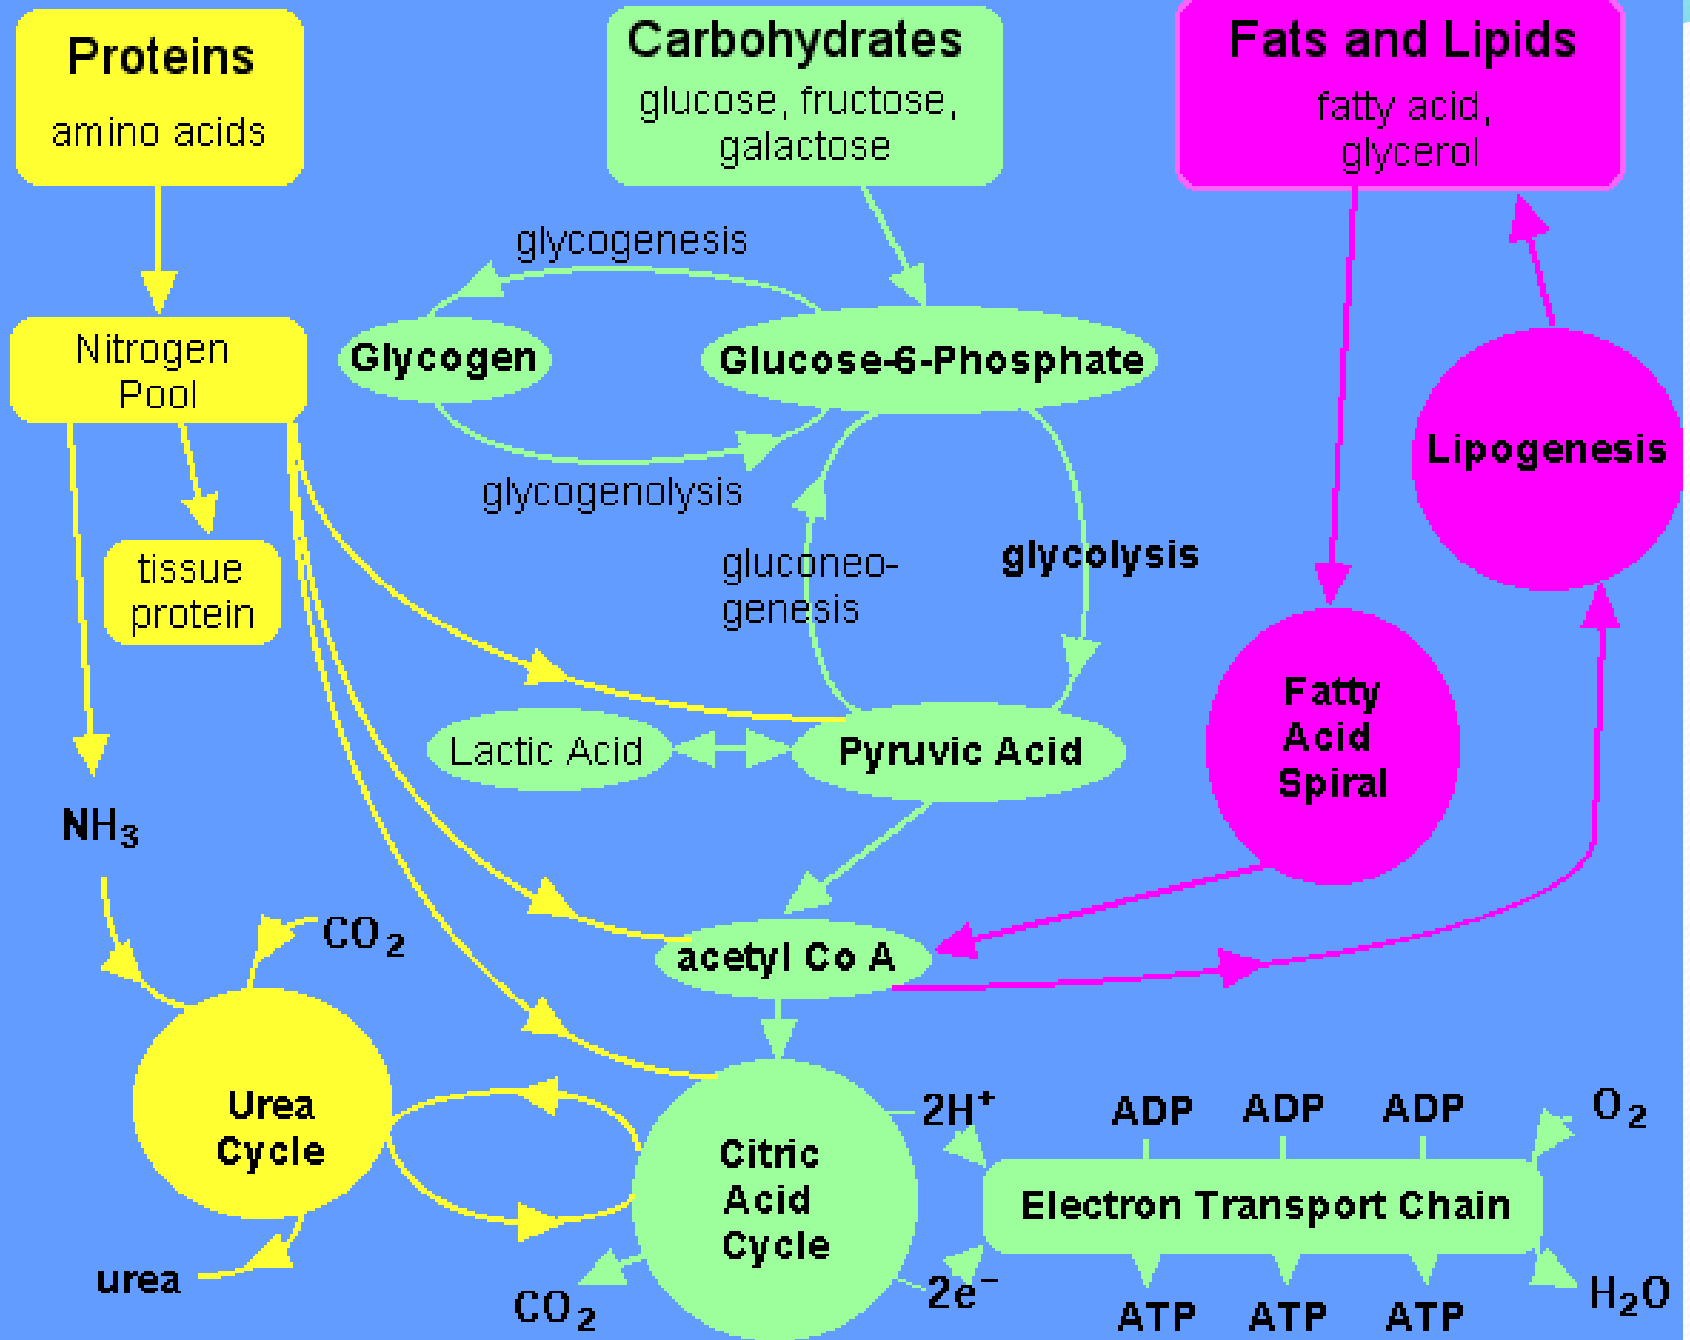 Proteins
amino acids
Carbohydrates
glucose, fructose,
galactose
Fats and Lipids
fatty acid,
glycerol
glycogenesis
Nitrogen
Pool
Glycogen
Glucose-6-Phosphate
Lipogenesis
glycogenolysis
tissue
protein
gluconeo-
genesis
glycolysis
Fatty
Acid
Spiral
Lactic Acid
Pyruvic Acid
NH₃
CO₂
acetyl Co A
Urea
Cycle
Citric
Acid
Cycle
2H⁺
ADP ADP ADP
O₂
Electron Transport Chain
urea
CO₂
2e⁻
ATP ATP ATP
H₂O